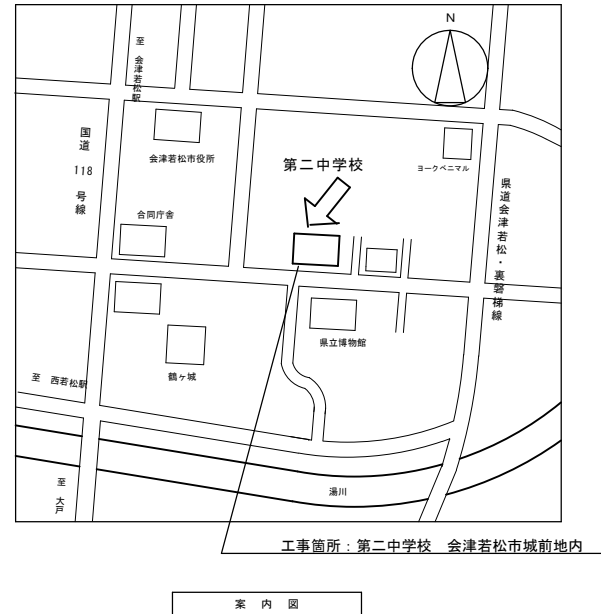 N
至 会津若松駅
国道 118 号線
会津若松市役所
第二中学校
ヨークベニマル
県道会津若松・裏磐梯線
合同庁舎
県立博物館
鶴ヶ城
至 西若松駅
至 大戸
湯川
工事箇所：第二中学校 会津若松市城前地内
案内図